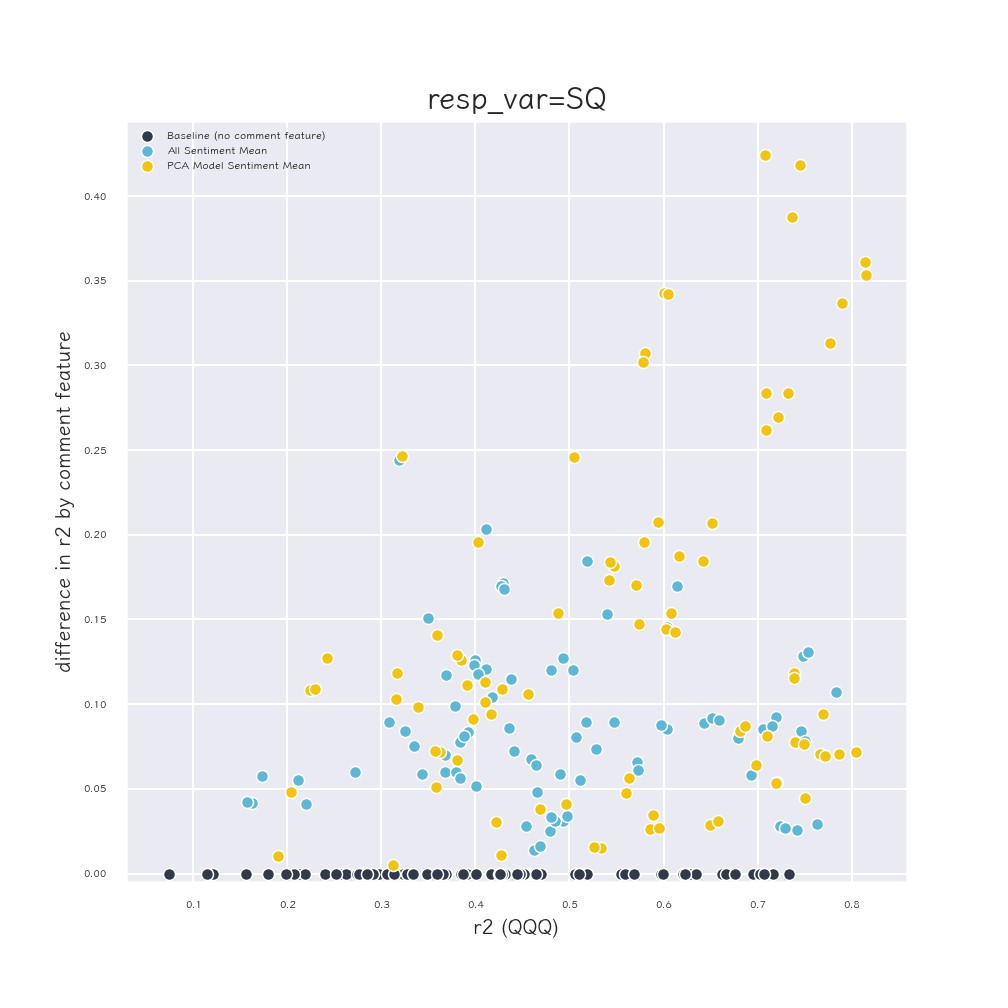 resp_var=SQ
Baseline (no comment feature)
All Sentiment Mean
PCA Model Sentiment Mean
difference in r2 by comment feature
0.40
0.35
0.30
0.25
0.20
0.15
0.10
0.05
0.00
0.1 0.2 0.3 0.4 0.5 0.6 0.7 0.8
r2 (QQQ)